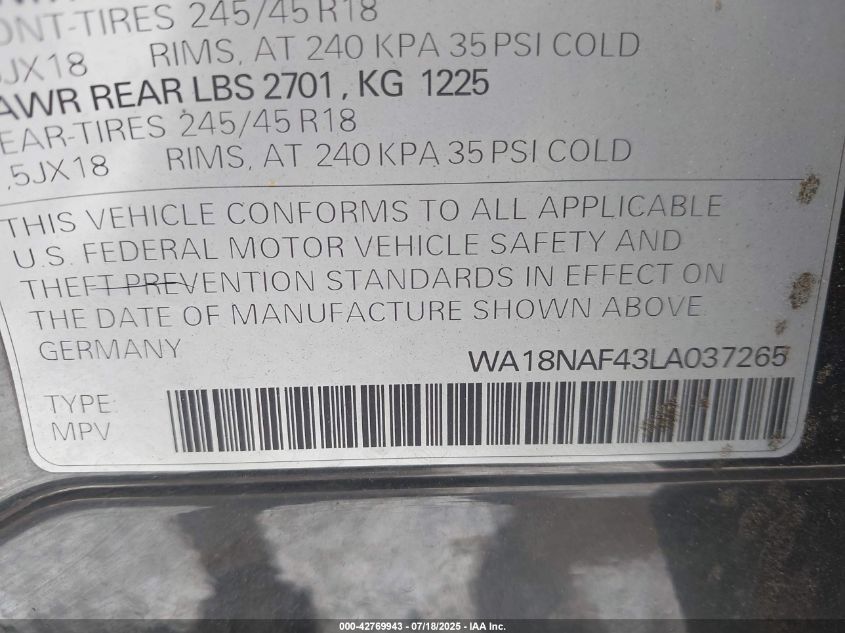 ONT-TIRES 245/45 R18
JX18 RIMS, AT 240 KPA 35 PSI COLD
AWR REAR LBS 2701, KG 1225
EAR-TIRES 245/45 R18
,5JX18 RIMS, AT 240 KPA 35 PSI COLD
THIS VEHICLE CONFORMS TO ALL APPLICABLE
U.S. FEDERAL MOTOR VEHICLE SAFETY AND
THEFT PREVENTION STANDARDS IN EFFECT ON
THE DATE OF MANUFACTURE SHOWN ABOVE.
GERMANY
WA18NAF43LA037265
TYPE:
MPV
000-42769943 - 07/18/2025 - IAA Inc.